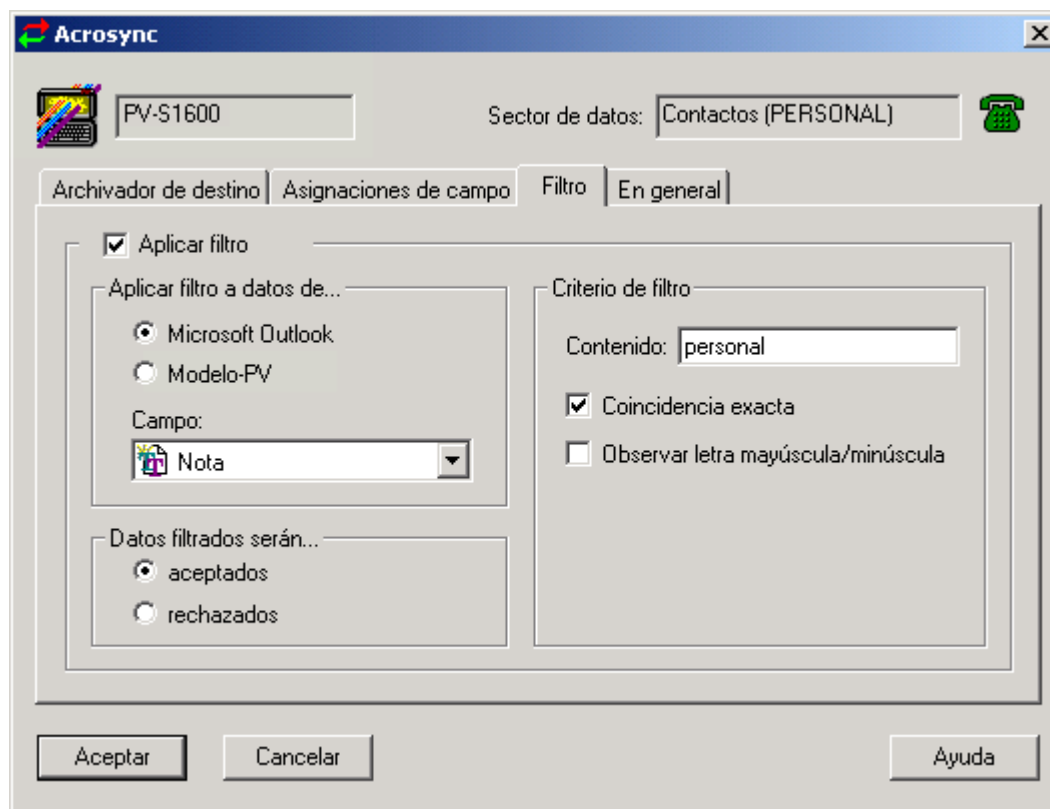 Acrosync
PV-S1600
Sector de datos: Contactos (PERSONAL)
Archivador de destino Asignaciones de campo Filtro En general
Aplicar filtro
Aplicar filtro a datos de...
Microsoft Outlook
Modelo-PV
Campo:
Nota
Datos filtrados serán...
aceptados
rechazados
Criterio de filtro
Contenido: personal
Coincidencia exacta
Observar letra mayúscula/minúscula
Aceptar Cancelar Ayuda